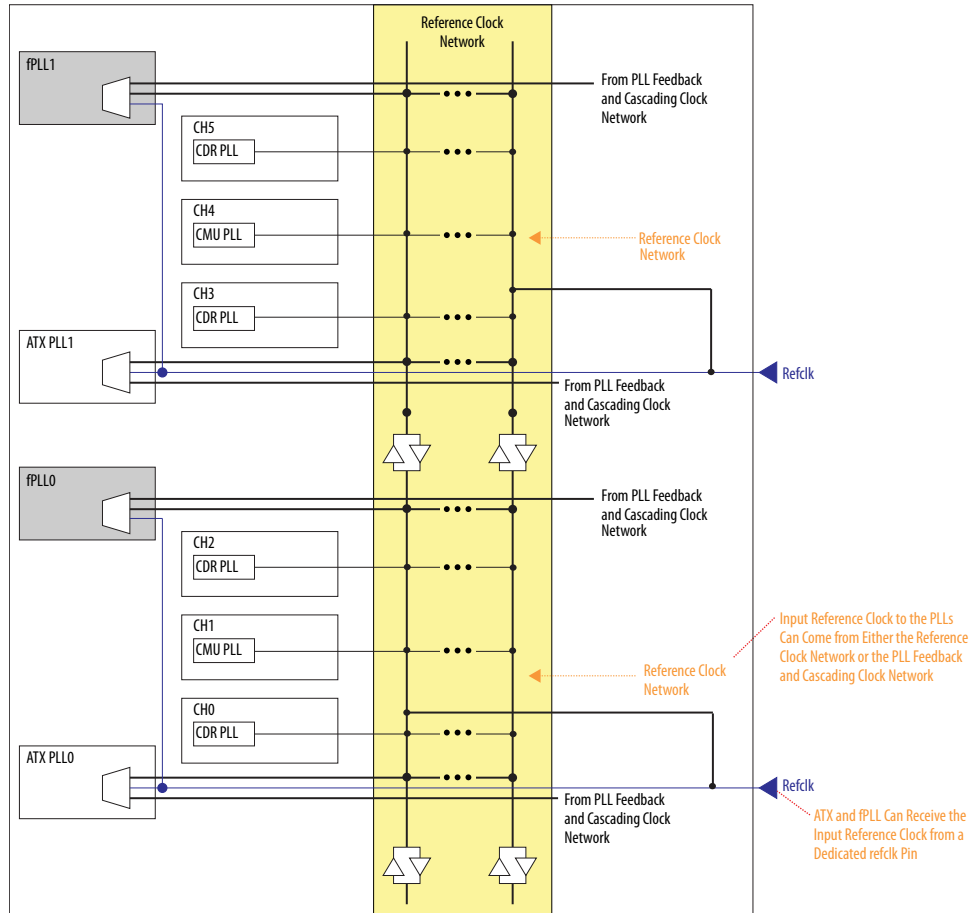 Reference Clock
Network
fPLL1
From PLL Feedback
and Cascading Clock
Network
CH5
CDR PLL
CH4
CMU PLL
Reference Clock
Network
CH3
CDR PLL
ATX PLL1
Refclk
From PLL Feedback
and Cascading Clock
Network
fPLL0
From PLL Feedback
and Cascading Clock
Network
CH2
CDR PLL
CH1
CMU PLL
Input Reference Clock to the PLLs
Can Come from Either the Reference
Clock Network or the PLL Feedback
and Cascading Clock Network
Reference Clock
Network
CH0
CDR PLL
ATX PLL0
Refclk
From PLL Feedback
and Cascading Clock
Network
ATX and fPLL Can Receive the
Input Reference Clock from a
Dedicated refclk Pin